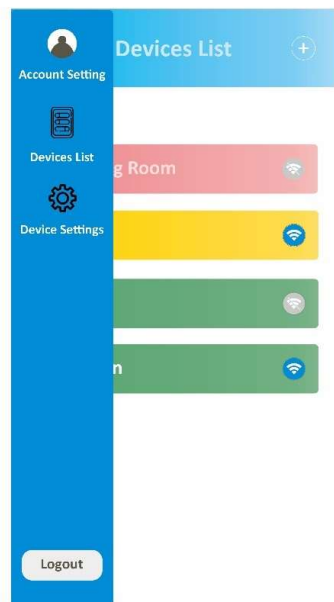 Account Setting
Devices List
Device Settings
Logout
Devices List
g Room
n